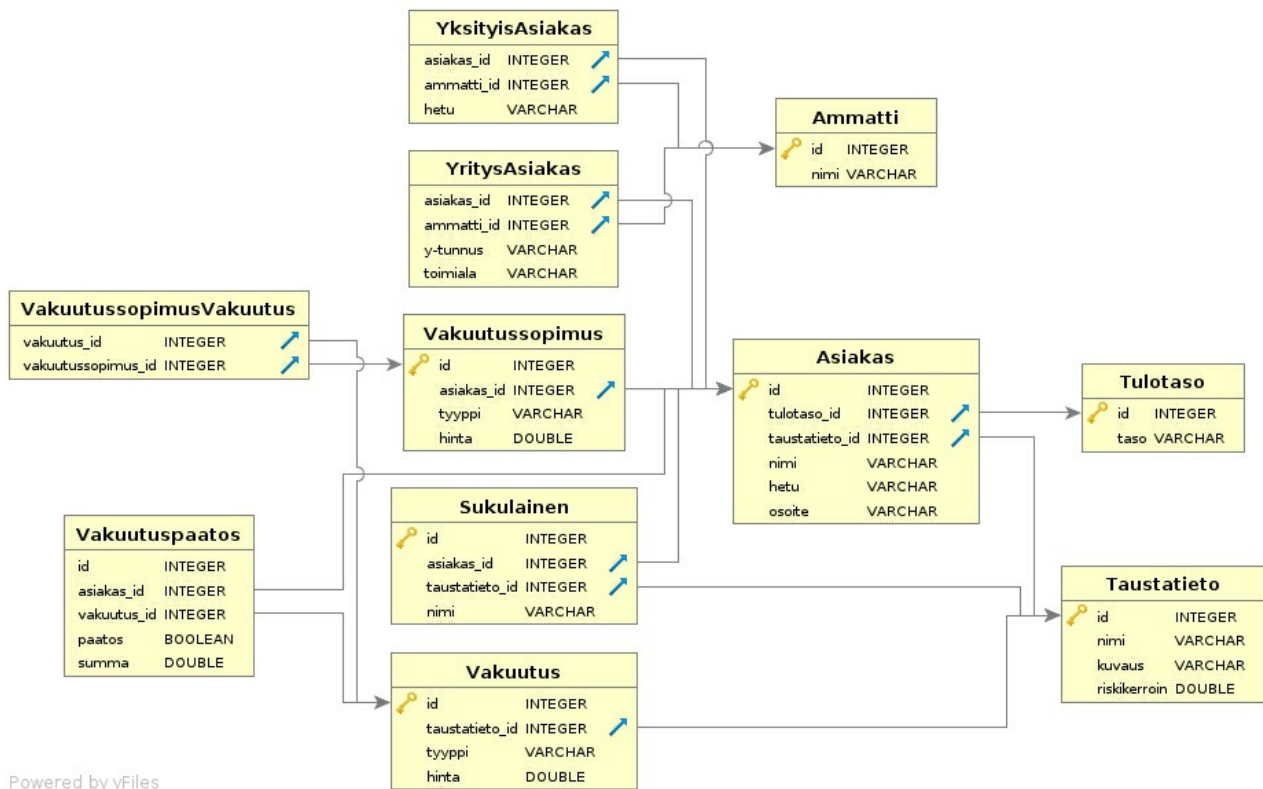 YksityisAsiakas
asiakas_id INTEGER
ammatti_id INTEGER
hetu VARCHAR
Ammatti
id INTEGER
nimi VARCHAR
YritysAsiakas
asiakas_id INTEGER
ammatti_id INTEGER
y-tunnus VARCHAR
toimiala VARCHAR
VakuutussopimusVakuutus
vakuutus_id INTEGER
vakuutussopimus_id INTEGER
Vakuutussopimus
id INTEGER
asiakas_id INTEGER
tyyppi VARCHAR
hinta DOUBLE
Asiakas
id INTEGER
tulotaso_id INTEGER
taustatieto_id INTEGER
nimi VARCHAR
hetu VARCHAR
osoite VARCHAR
Tulotaso
id INTEGER
taso VARCHAR
Vakuutuspaatos
id INTEGER
asiakas_id INTEGER
vakuutus_id INTEGER
paatos BOOLEAN
summa DOUBLE
Sukulainen
id INTEGER
asiakas_id INTEGER
taustatieto_id INTEGER
nimi VARCHAR
Taustatieto
id INTEGER
nimi VARCHAR
kuvaus VARCHAR
riskikerroin DOUBLE
Vakuutus
id INTEGER
taustatieto_id INTEGER
tyyppi VARCHAR
hinta DOUBLE
Powered by yFiles